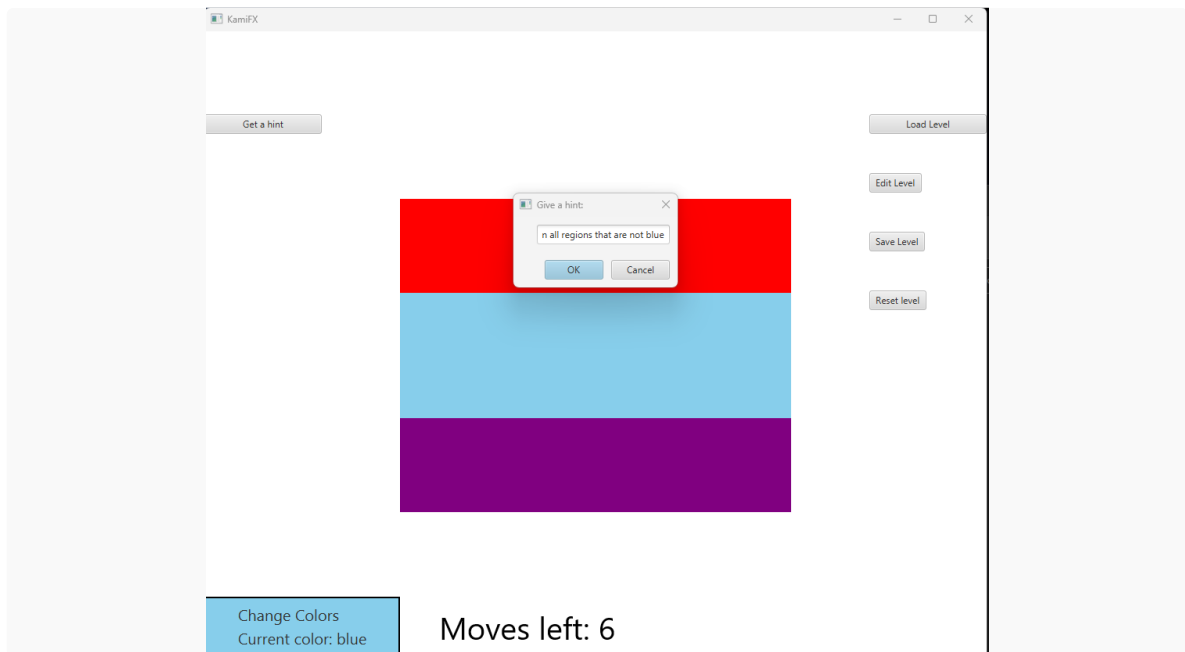 KamiFX
Get a hint
Load Level
Edit Level
Give a hint:
n all regions that are not blue
Save Level
OK
Cancel
Reset level
Change Colors
Current color: blue
Moves left: 6